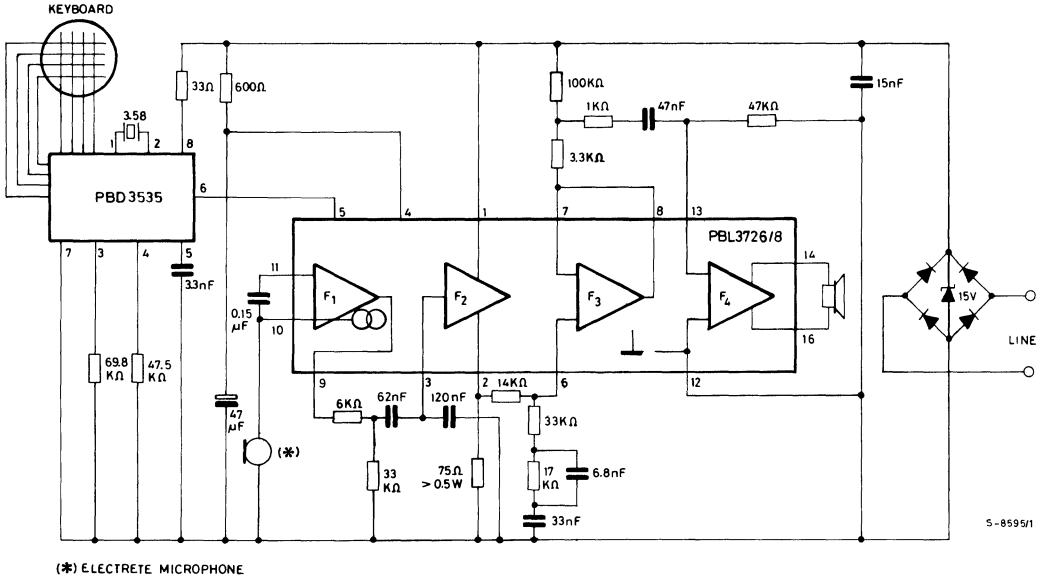 KEYBOARD
33Ω
600Ω
100KΩ
1KΩ
47nF
47KΩ
15nF
3.58
1
2
8
3.3KΩ
PBD3535
6
5
4
1
7
8
13
PBL3726/8
7
3
4
5
3.3nF
11
0.15
µF
10
F1
F2
F3
F4
14
16
15V
LINE
69.8
KΩ
47.5
KΩ
9
3
2
14KΩ
6
12
6KΩ
62nF
120nF
33KΩ
47
µF
(*)
33
KΩ
75Ω
>0.5W
17
KΩ
6.8nF
33nF
S-8595/1
(*) ELECTRETE MICROPHONE